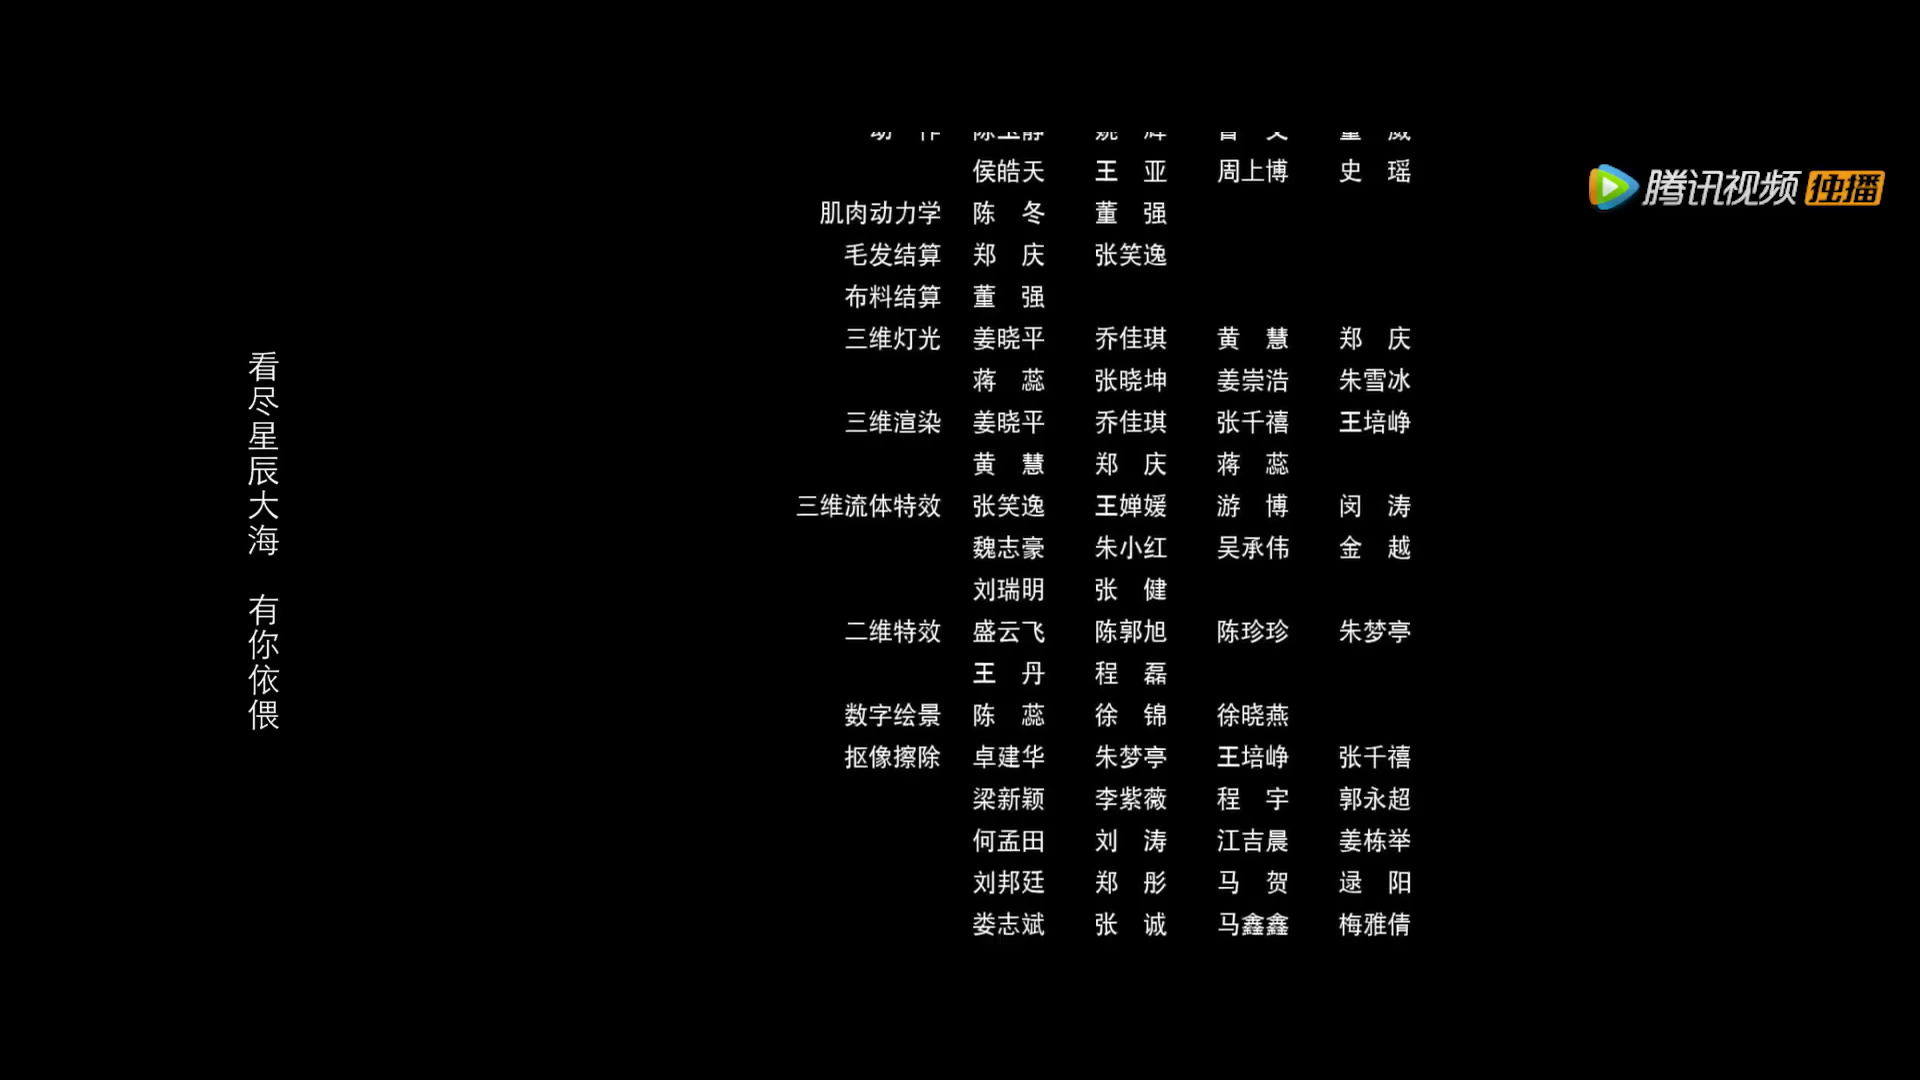 看尽星辰大海 有你依偎
动 作
侯皓天 王 亚 周上博 史 瑶
肌肉动力学 陈 冬 董 强
毛发结算 郑 庆 张笑逸
布料结算 董 强
三维灯光 姜晓平 乔佳琪 黄 慧 郑 庆
蒋 蕊 张晓坤 姜崇浩 朱雪冰
三维渲染 姜晓平 乔佳琪 张千禧 王培峥
黄 慧 郑 庆 蒋 蕊
三维流体特效 张笑逸 王婵媛 游 博 闵 涛
魏志豪 朱小红 吴承伟 金 越
刘瑞明 张 健
二维特效 盛云飞 陈郭旭 陈珍珍 朱梦亭
王 丹 程 磊
数字绘景 陈 蕊 徐 锦 徐晓燕
抠像擦除 卓建华 朱梦亭 王培峥 张千禧
梁新颖 李紫薇 程 宇 郭永超
何孟田 刘 涛 江吉晨 姜栋举
刘邦廷 郑 彤 马 贺 逯 阳
娄志斌 张 诚 马鑫鑫 梅雅倩
腾讯视频 独播